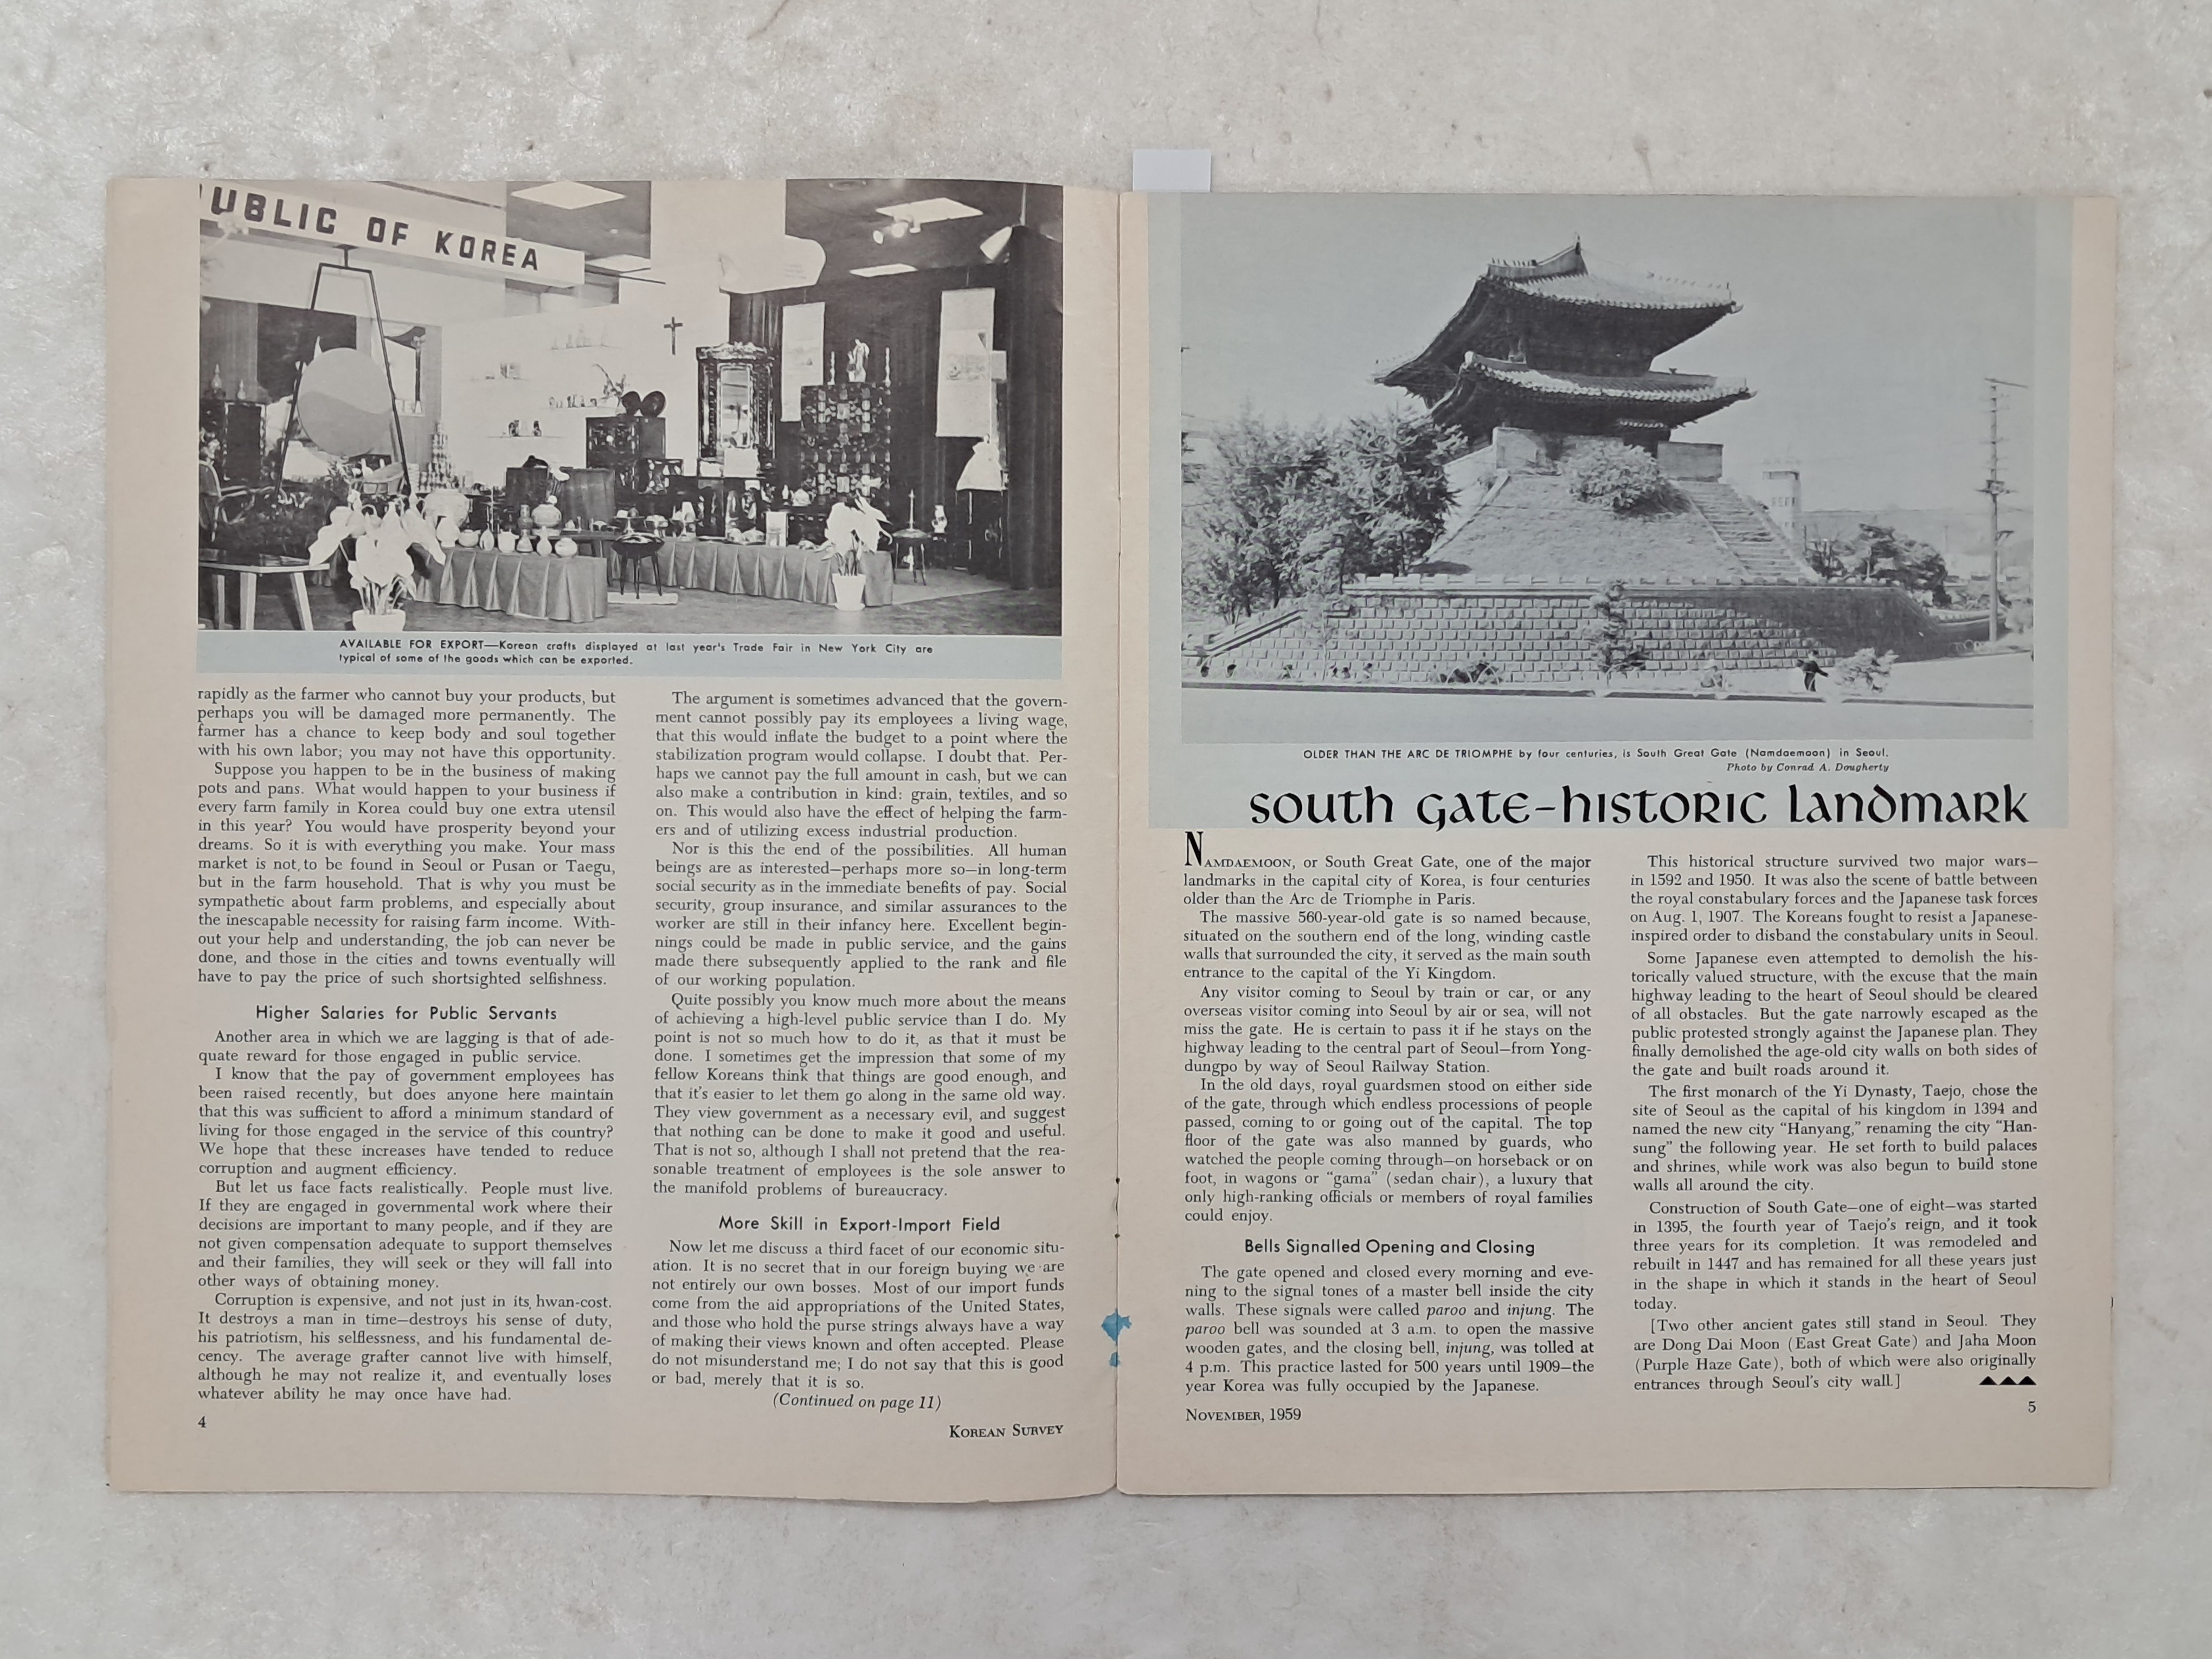 UBLIC OF KOREA
AVAILABLE FOR EXPORT—Korean crafts displayed at last year's Trade Fair in New York City are
typical of some of the goods which can be exported.
rapidly as the farmer who cannot buy your products, but
perhaps you will be damaged more permanently. The
farmer has a chance to keep body and soul together
with his own labor; you may not have this opportunity.
Suppose you happen to be in the business of making
pots and pans. What would happen to your business if
every farm family in Korea could buy one extra utensil
in this year? You would have prosperity beyond your
dreams. So it is with everything you make. Your mass
market is not to be found in Seoul or Pusan or Taegu,
but in the farm household. That is why you must be
sympathetic about farm problems, and especially about
the inescapable necessity for raising farm income. With-
out your help and understanding, the job can never be
done, and those in the cities and towns eventually will
have to pay the price of such shortsighted selfishness.
Higher Salaries for Public Servants
Another area in which we are lagging is that of ade-
quate reward for those engaged in public service.
I know that the pay of government employees has
been raised recently, but does anyone here maintain
that this was sufficient to afford a minimum standard of
living for those engaged in the service of this country?
We hope that these increases have tended to reduce
corruption and augment efficiency.
But let us face facts realistically. People must live.
If they are engaged in governmental work where their
decisions are important to many people, and if they are
not given compensation adequate to support themselves
and their families, they will seek or they will fall into
other ways of obtaining money.
Corruption is expensive, and not just in its hwan-cost.
It destroys a man in time—destroys his sense of duty,
his patriotism, his selflessness, and his fundamental de-
cency. The average grafter cannot live with himself,
although he may not realize it, and eventually loses
whatever ability he may once have had.
4
The argument is sometimes advanced that the govern-
ment cannot possibly pay its employees a living wage,
that this would inflate the budget to a point where the
stabilization program would collapse. I doubt that. Per-
haps we cannot pay the full amount in cash, but we can
also make a contribution in kind: grain, textiles, and so
on. This would also have the effect of helping the farm-
ers and of utilizing excess industrial production.
Nor is this the end of the possibilities. All human
beings are as interested—perhaps more so—in long-term
social security as in the immediate benefits of pay. Social
security, group insurance, and similar assurances to the
worker are still in their infancy here. Excellent begin-
nings could be made in public service, and the gains
made there subsequently applied to the rank and file
of our working population.
Quite possibly you know much more about the means
of achieving a high-level public service than I do. My
point is not so much how to do it, as that it must be
done. I sometimes get the impression that some of my
fellow Koreans think that things are good enough, and
that it's easier to let them go along in the same old way.
They view government as a necessary evil, and suggest
that nothing can be done to make it good and useful.
That is not so, although I shall not pretend that the rea-
sonable treatment of employees is the sole answer to
the manifold problems of bureaucracy.
More Skill in Export-Import Field
Now let me discuss a third facet of our economic situ-
ation. It is no secret that in our foreign buying we are
not entirely our own bosses. Most of our import funds
come from the aid appropriations of the United States,
and those who hold the purse strings always have a way
of making their views known and often accepted. Please
do not misunderstand me; I do not say that this is good
or bad, merely that it is so.
(Continued on page 11)
KOREAN SURVEY
OLDER THAN THE ARC DE TRIOMPHE by four centuries, is South Great Gate (Namdaemoon) in Seoul.
Photo by Conrad A. Dougherty
south gate–historic landmark
NAMDAEMOON, or South Great Gate, one of the major
landmarks in the capital city of Korea, is four centuries
older than the Arc de Triomphe in Paris.
The massive 560-year-old gate is so named because,
situated on the southern end of the long, winding castle
walls that surrounded the city, it served as the main south
entrance to the capital of the Yi Kingdom.
Any visitor coming to Seoul by train or car, or any
overseas visitor coming into Seoul by air or sea, will not
miss the gate. He is certain to pass it if he stays on the
highway leading to the central part of Seoul—from Yong-
dungpo by way of Seoul Railway Station.
In the old days, royal guardsmen stood on either side
of the gate, through which endless processions of people
passed, coming to or going out of the capital. The top
floor of the gate was also manned by guards, who
watched the people coming through—on horseback or on
foot, in wagons or "gama" (sedan chair), a luxury that
only high-ranking officials or members of royal families
could enjoy.
Bells Signalled Opening and Closing
The gate opened and closed every morning and eve-
ning to the signal tones of a master bell inside the city
walls. These signals were called paroo and injung. The
paroo bell was sounded at 3 a.m. to open the massive
wooden gates, and the closing bell, injung, was tolled at
4 p.m. This practice lasted for 500 years until 1909—the
year Korea was fully occupied by the Japanese.
NOVEMBER, 1959
This historical structure survived two major wars—
in 1592 and 1950. It was also the scene of battle between
the royal constabulary forces and the Japanese task forces
on Aug. 1, 1907. The Koreans fought to resist a Japanese-
inspired order to disband the constabulary units in Seoul.
Some Japanese even attempted to demolish the his-
torically valued structure, with the excuse that the main
highway leading to the heart of Seoul should be cleared
of all obstacles. But the gate narrowly escaped as the
public protested strongly against the Japanese plan. They
finally demolished the age-old city walls on both sides of
the gate and built roads around it.
The first monarch of the Yi Dynasty, Taejo, chose the
site of Seoul as the capital of his kingdom in 1394 and
named the new city "Hanyang," renaming the city "Han-
sung" the following year. He set forth to build palaces
and shrines, while work was also begun to build stone
walls all around the city.
Construction of South Gate—one of eight—was started
in 1395, the fourth year of Taejo's reign, and it took
three years for its completion. It was remodeled and
rebuilt in 1447 and has remained for all these years just
in the shape in which it stands in the heart of Seoul
today.
[Two other ancient gates still stand in Seoul. They
are Dong Dai Moon (East Great Gate) and Jaha Moon
(Purple Haze Gate), both of which were also originally
entrances through Seoul's city wall.]
5